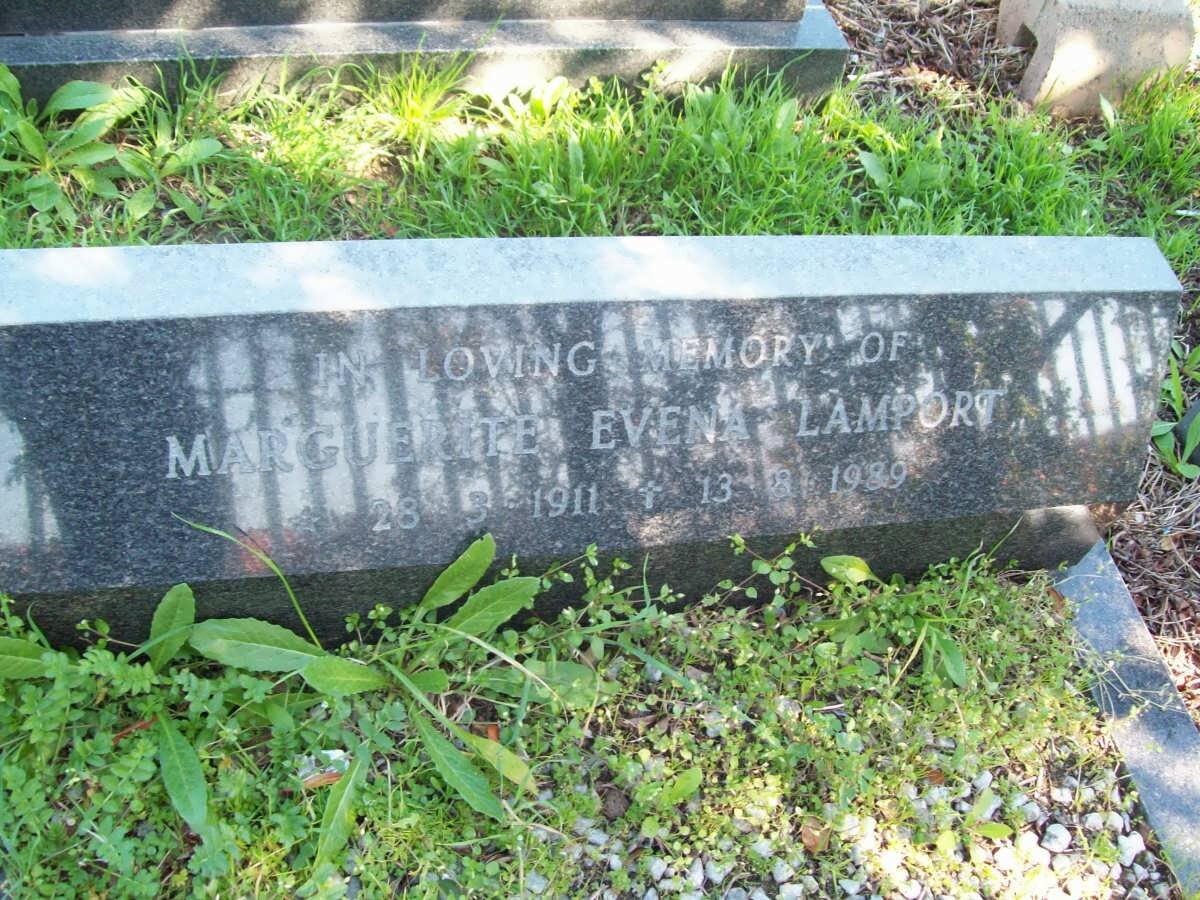 IN LOVING MEMORY OF
MARGUERITE EVENA LAMPORT
☆ 28 · 3 · 1911 ✝ 13 · 8 · 1989